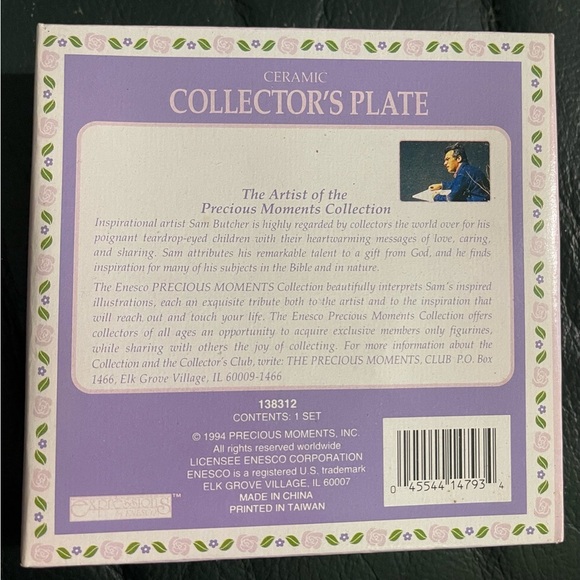 CERAMIC
COLLECTOR'S PLATE
The Artist of the
Precious Moments Collection
Inspirational artist Sam Butcher is highly regarded by collectors the world over for his
poignant teardrop-eyed children with their heartwarming messages of love, caring,
and sharing. Sam attributes his remarkable talent to a gift from God, and he finds
inspiration for many of his subjects in the Bible and in nature.
The Enesco PRECIOUS MOMENTS Collection beautifully interprets Sam's inspired
illustrations, each an exquisite tribute both to the artist and to the inspiration that
will reach out and touch your life. The Enesco Precious Moments Collection offers
collectors of all ages an opportunity to acquire exclusive members only figurines,
while sharing with others the joy of collecting. For more information about the
Collection and the Collector's Club, write: THE PRECIOUS MOMENTS, CLUB P.O. Box
1466, Elk Grove Village, IL 60009-1466
138312
CONTENTS: 1 SET
© 1994 PRECIOUS MOMENTS, INC.
All rights reserved worldwide
LICENSEE ENESCO CORPORATION
ENESCO is a registered U.S. trademark
ELK GROVE VILLAGE, IL 60007
MADE IN CHINA
PRINTED IN TAIWAN
expressions™
0 45544 14793 4